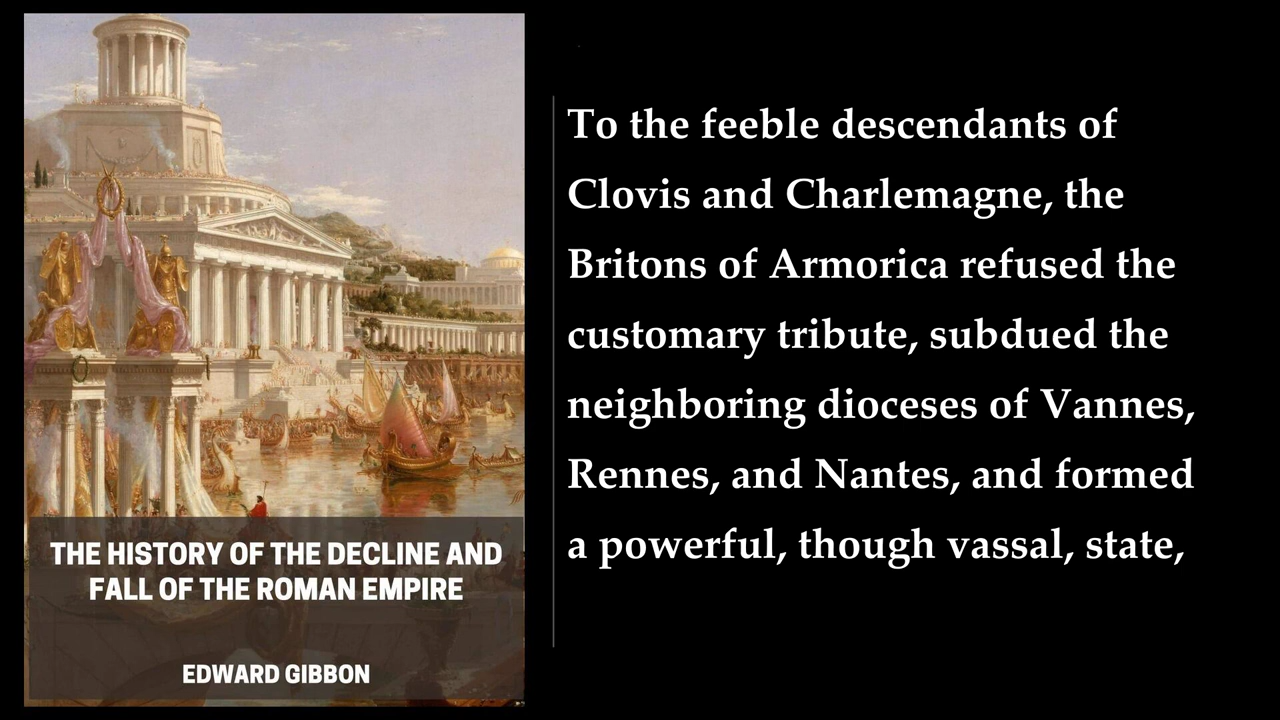 THE HISTORY OF THE DECLINE AND
FALL OF THE ROMAN EMPIRE
EDWARD GIBBON
To the feeble descendants of
Clovis and Charlemagne, the
Britons of Armorica refused the
customary tribute, subdued the
neighboring dioceses of Vannes,
Rennes, and Nantes, and formed
a powerful, though vassal, state,